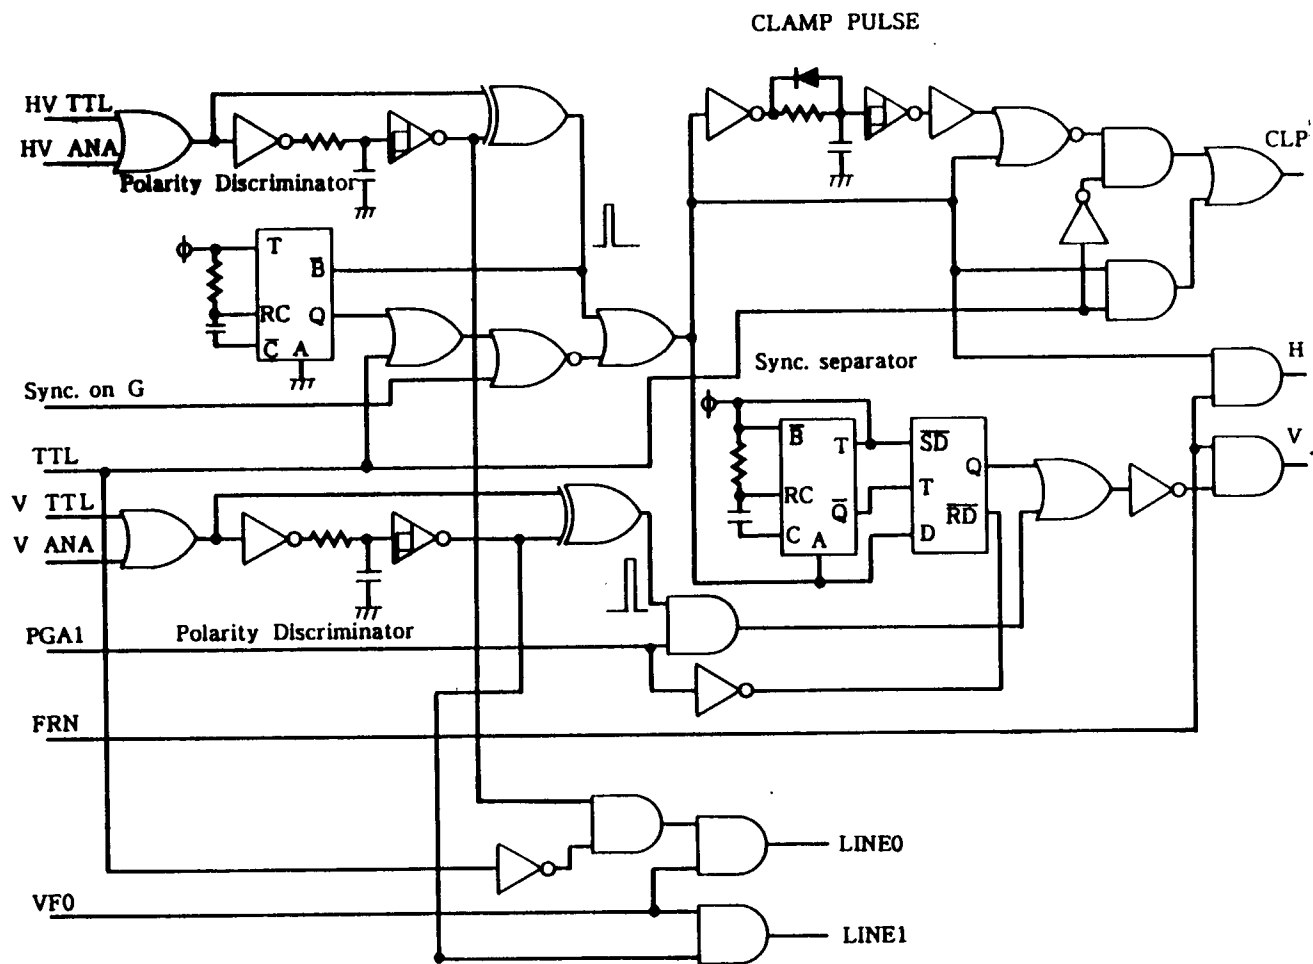 CLAMP PULSE
HV TTL
HV ANA
CLP
Polarity Discriminator
T
B
RC
Q
C
A
Sync. on G
Sync. separator
H
TTL
B
T
SD
Q
V
V TTL
RC
T
V ANA
Q
RD
C
A
D
PGA1
Polarity Discriminator
FRN
LINE0
VF0
LINE1